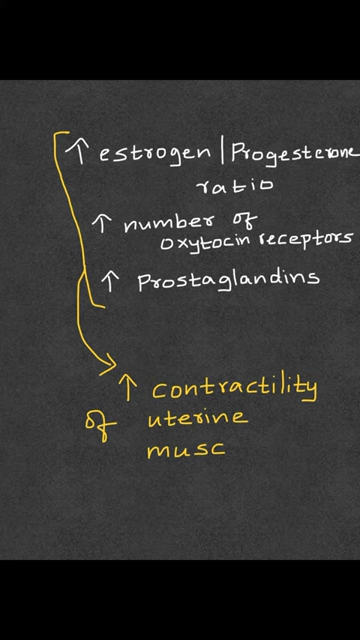 ↑ estrogen | Progesterone
ratio
↑ number of
oxytocin receptors
↑ Prostaglandins
↑ contractility
of uterine
musc